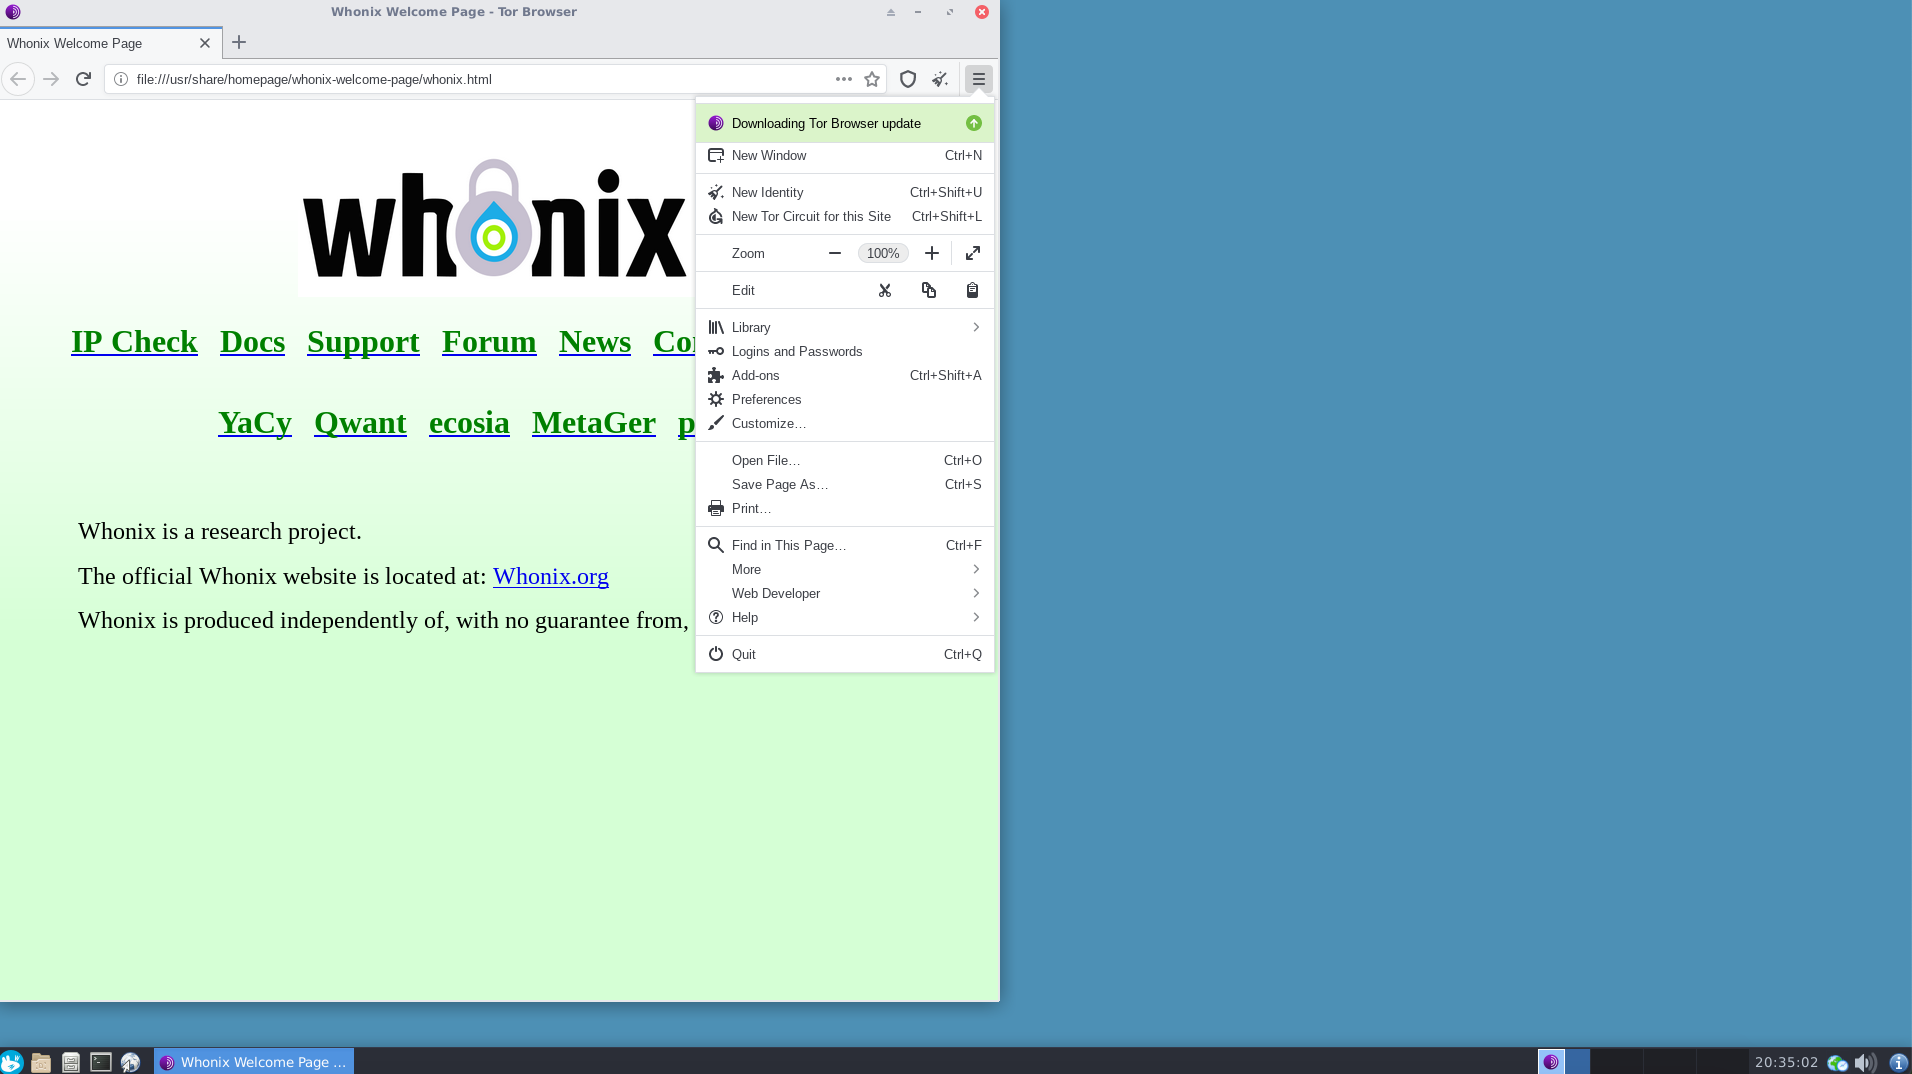 Whonix Welcome Page - Tor Browser
Whonix Welcome Page
file:///usr/share/homepage/whonix-welcome-page/whonix.html
Downloading Tor Browser update
New Window Ctrl+N
New Identity Ctrl+Shift+U
New Tor Circuit for this Site Ctrl+Shift+L
Zoom 100%
Edit
Library
Logins and Passwords
Add-ons Ctrl+Shift+A
Preferences
Customize…
Open File… Ctrl+O
Save Page As… Ctrl+S
Print…
Find in This Page… Ctrl+F
More
Web Developer
Help
Quit Ctrl+Q
whonix
IP Check Docs Support Forum News
YaCy Qwant ecosia MetaGer
Whonix is a research project.
The official Whonix website is located at: Whonix.org
Whonix is produced independently of, with no guarantee from,
Whonix Welcome Page ...
20:35:02